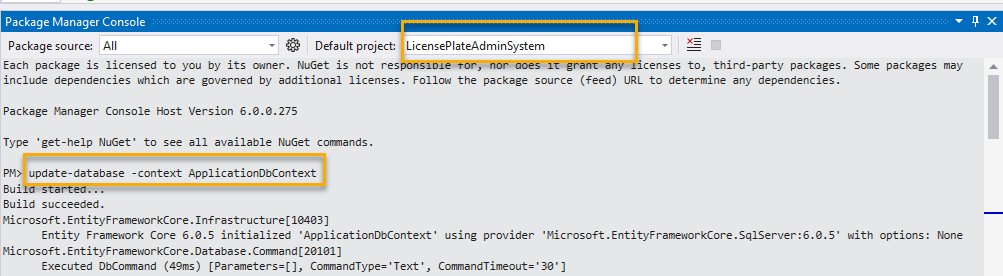 Package Manager Console
Package source: All Default project: LicensePlateAdminSystem
Each package is licensed to you by its owner. NuGet is not responsible for, nor does it grant any licenses to, third-party packages. Some packages may
include dependencies which are governed by additional licenses. Follow the package source (feed) URL to determine any dependencies.
Package Manager Console Host Version 6.0.0.275
Type 'get-help NuGet' to see all available NuGet commands.
PM> update-database -context ApplicationDbContext
Build started...
Build succeeded.
Microsoft.EntityFrameworkCore.Infrastructure[10403]
Entity Framework Core 6.0.5 initialized 'ApplicationDbContext' using provider 'Microsoft.EntityFrameworkCore.SqlServer:6.0.5' with options: None
Microsoft.EntityFrameworkCore.Database.Command[20101]
Executed DbCommand (49ms) [Parameters=[], CommandType='Text', CommandTimeout='30']